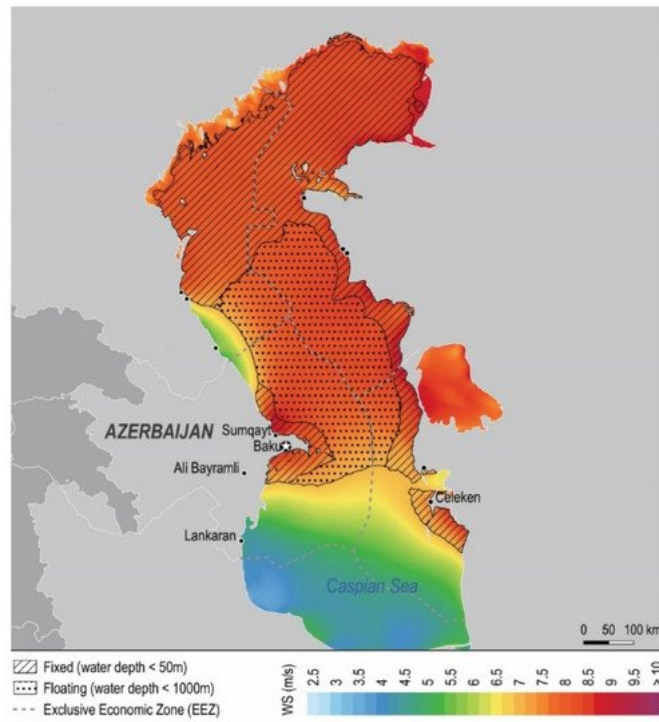 AZERBAIJAN
Sumqayt
Baku
Ali Bayramli
Celeken
Lankaran
Caspian Sea
0 50 100 km
Fixed (water depth < 50m)
Floating (water depth < 1000m)
Exclusive Economic Zone (EEZ)
WS (m/s)
2.5 3 3.5 4 4.5 5 5.5 6 6.5 7 7.5 8 8.5 9 9.5 10